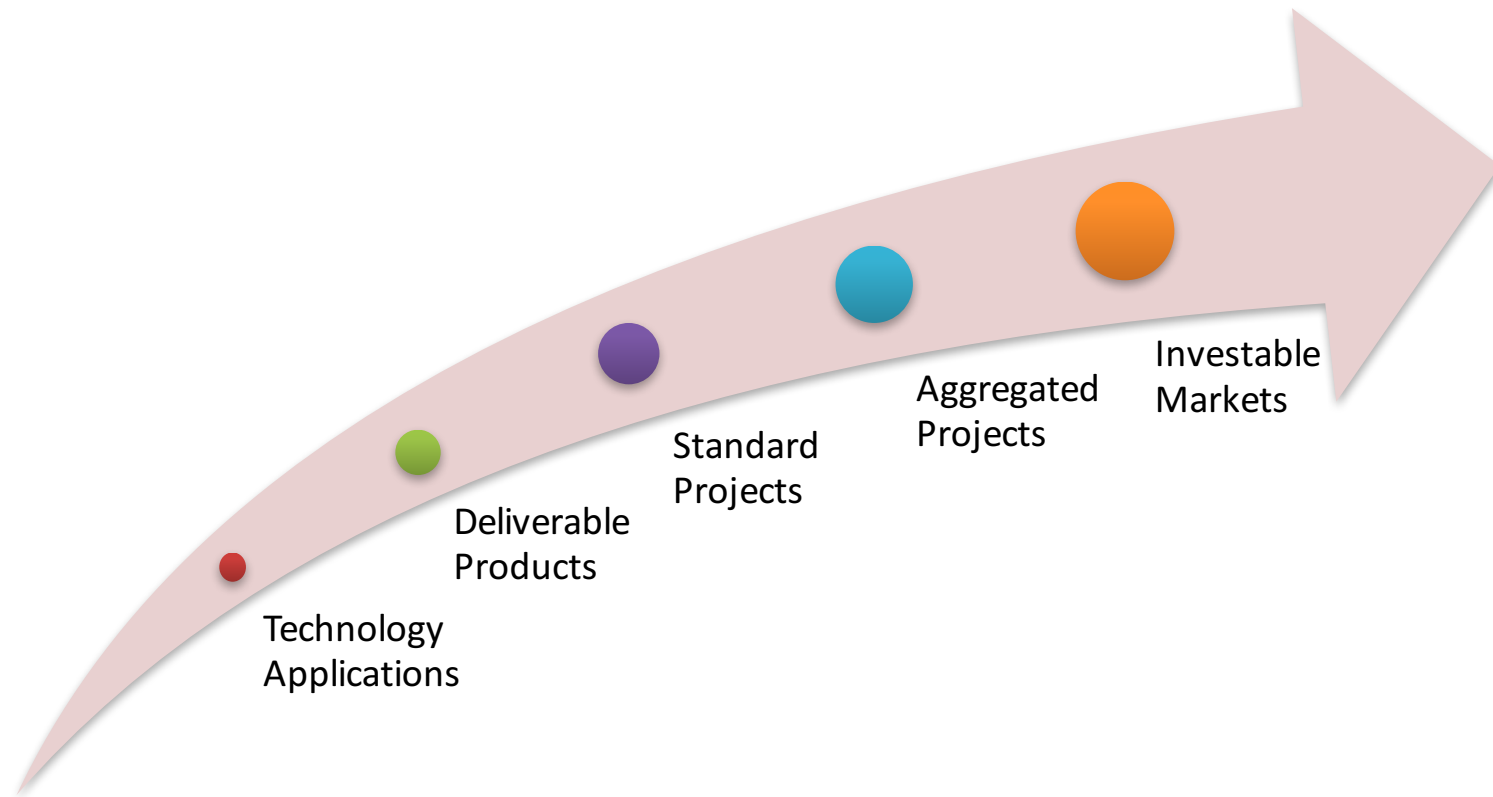 Technology
Applications
Deliverable
Products
Standard
Projects
Aggregated
Projects
Investable
Markets